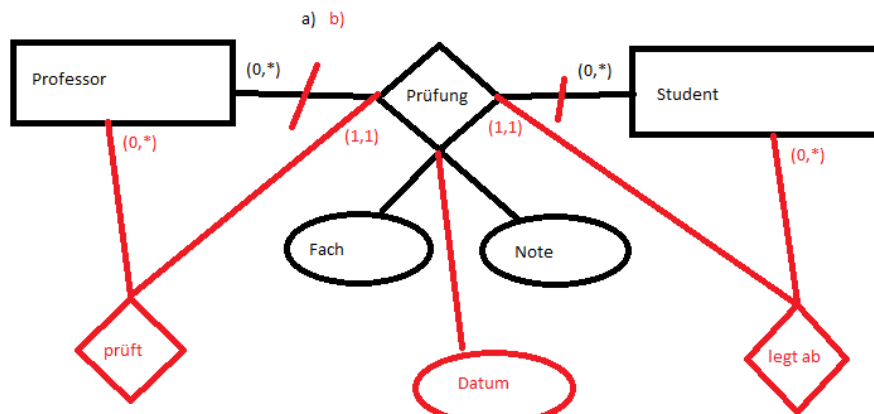 a) b)
Professor
(0,*)
Prüfung
(0,*)
Student
(0,*)
(1,1)
(1,1)
(0,*)
Fach
Note
prüft
Datum
legt ab